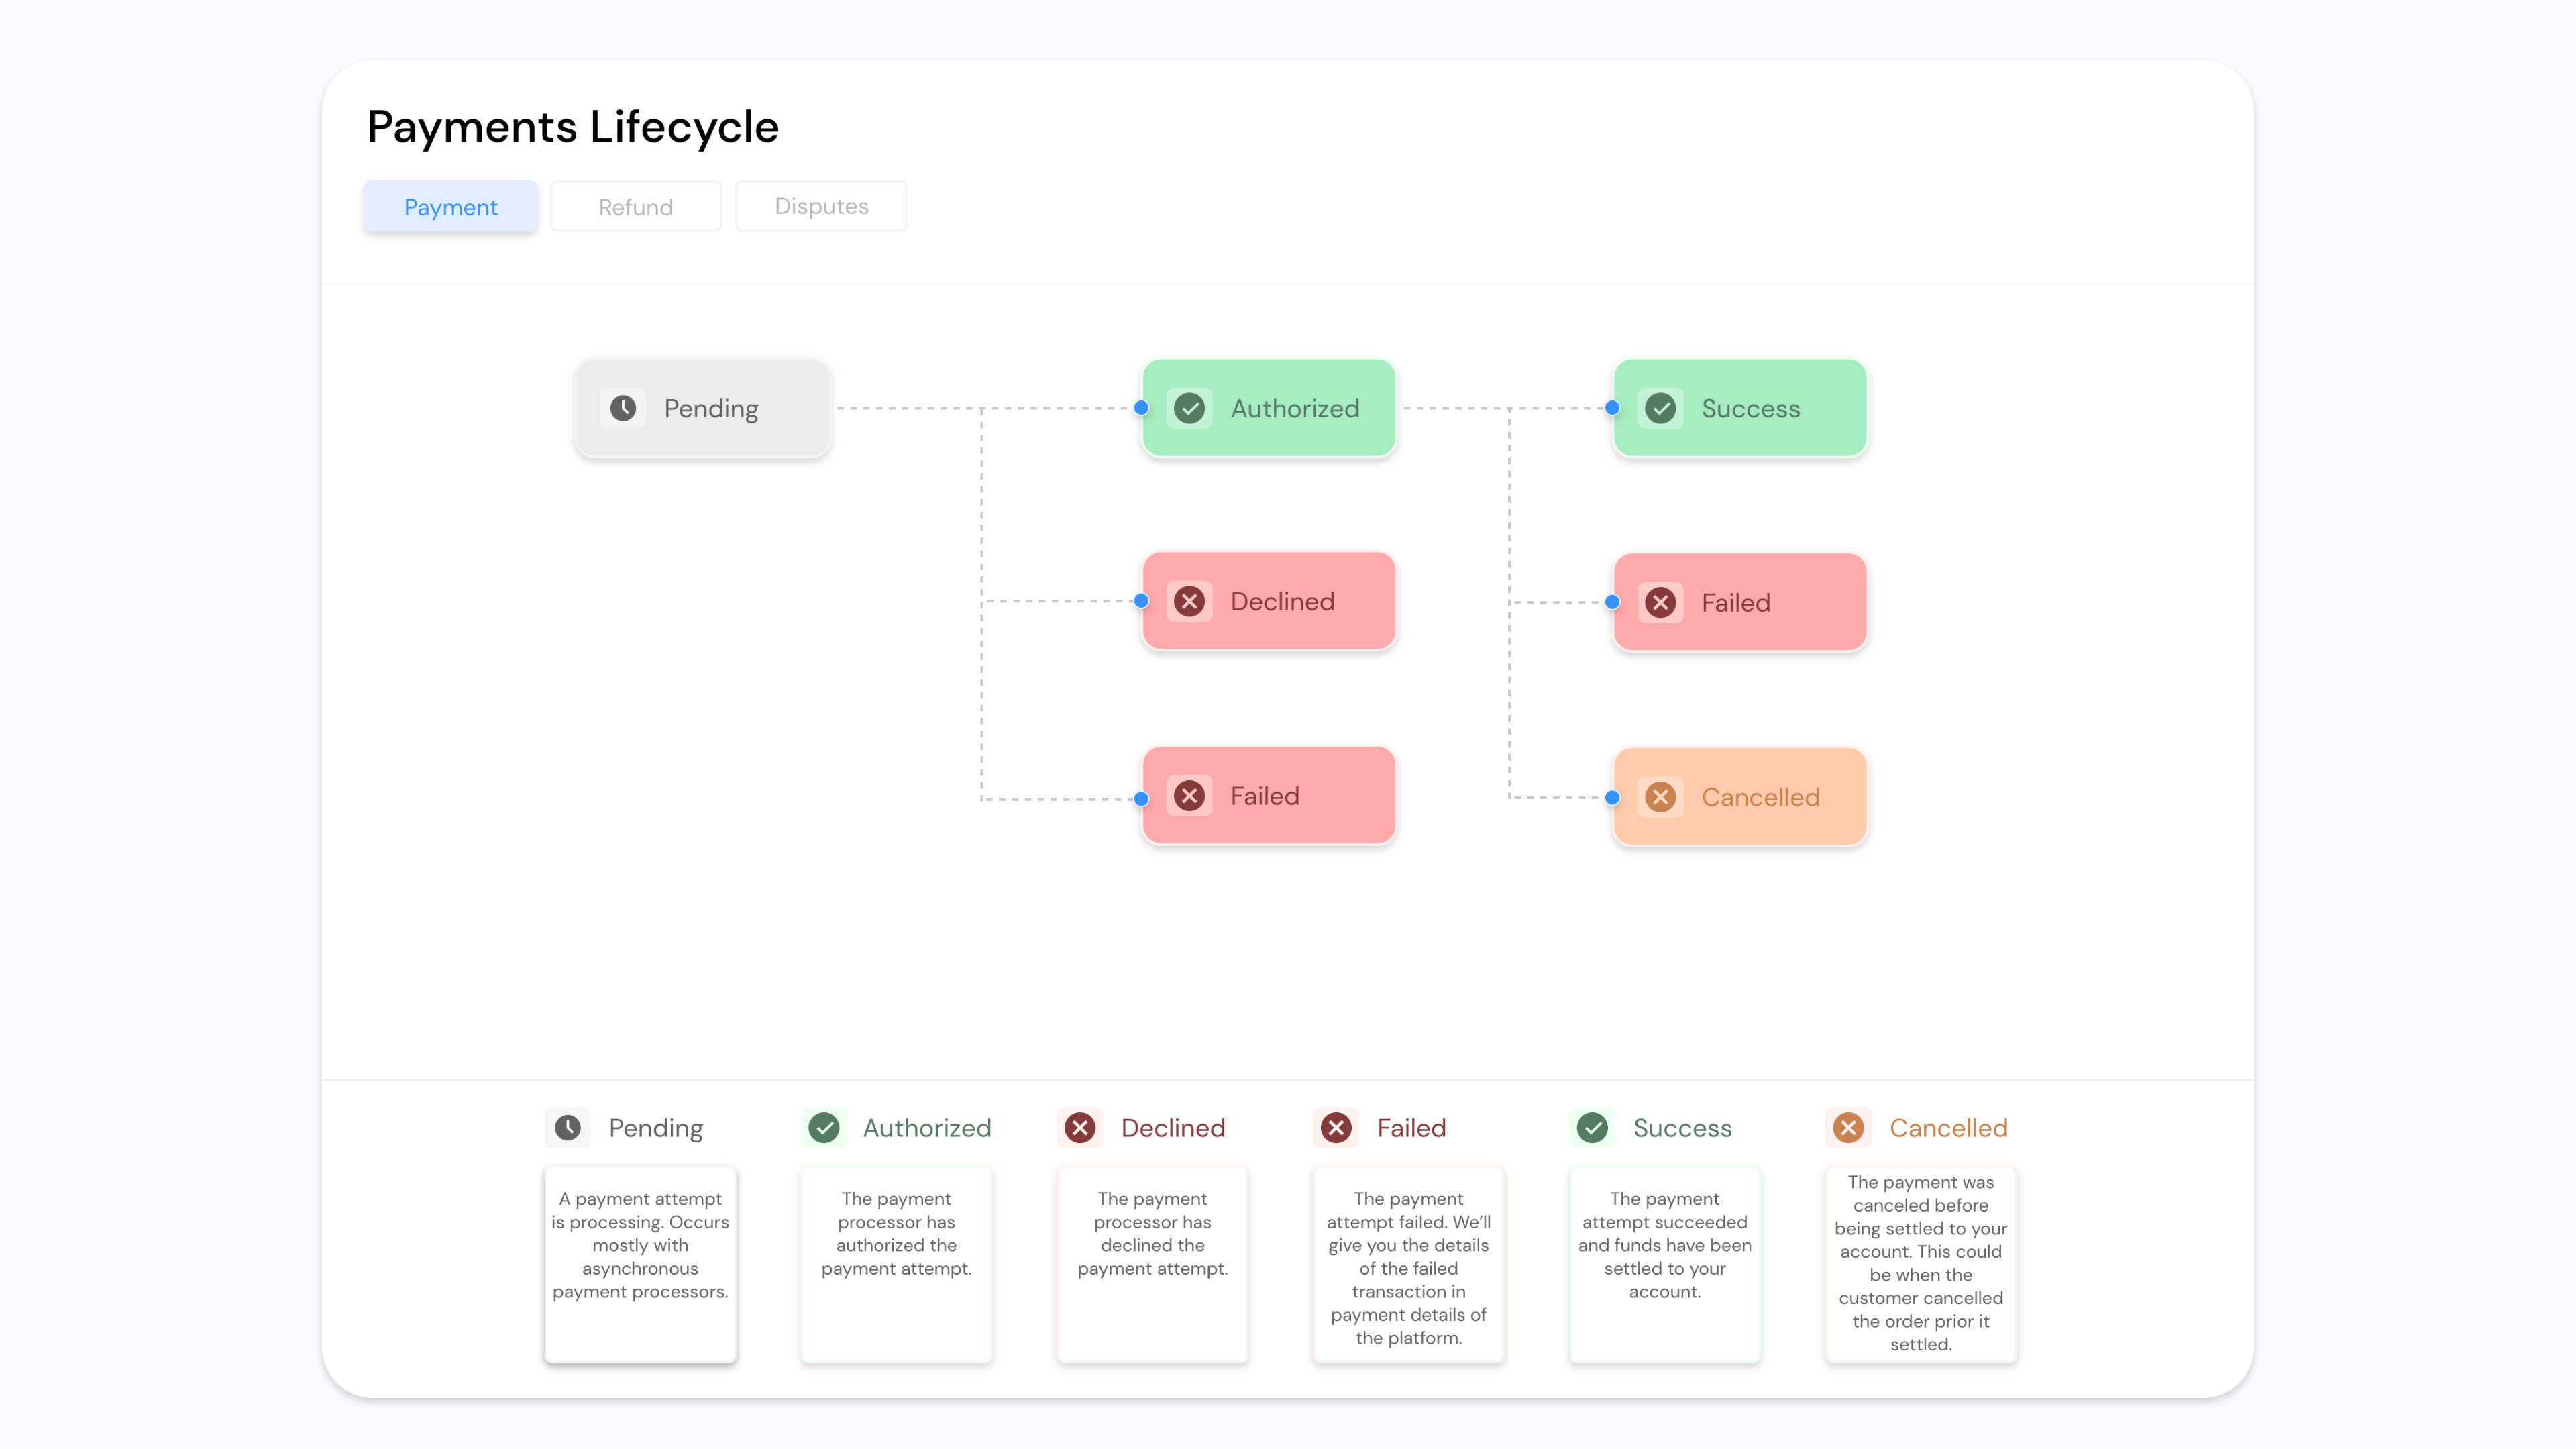 Payments Lifecycle
Payment
Refund
Disputes
Pending
Authorized
Success
Declined
Failed
Failed
Cancelled
Pending
A payment attempt
is processing. Occurs
mostly with
asynchronous
payment processors.
Authorized
The payment
processor has
authorized the
payment attempt.
Declined
The payment
processor has
declined the
payment attempt.
Failed
The payment
attempt failed. We’ll
give you the details
of the failed
transaction in
payment details of
the platform.
Success
The payment
attempt succeeded
and funds have been
settled to your
account.
Cancelled
The payment was
canceled before
being settled to your
account. This could
be when the
customer cancelled
the order prior it
settled.